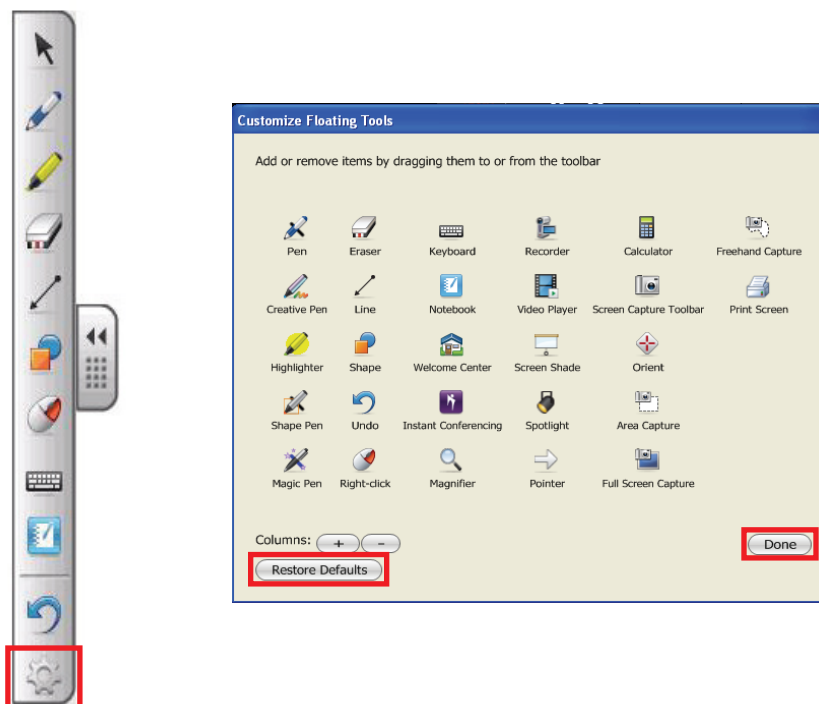 Customize Floating Tools
Add or remove items by dragging them to or from the toolbar
Pen Eraser Keyboard Recorder Calculator Freehand Capture
Creative Pen Line Notebook Video Player Screen Capture Toolbar Print Screen
Highlighter Shape Welcome Center Screen Shade Orient
Shape Pen Undo Instant Conferencing Spotlight Area Capture
Magic Pen Right-click Magnifier Pointer Full Screen Capture
Columns: + -
Done
Restore Defaults